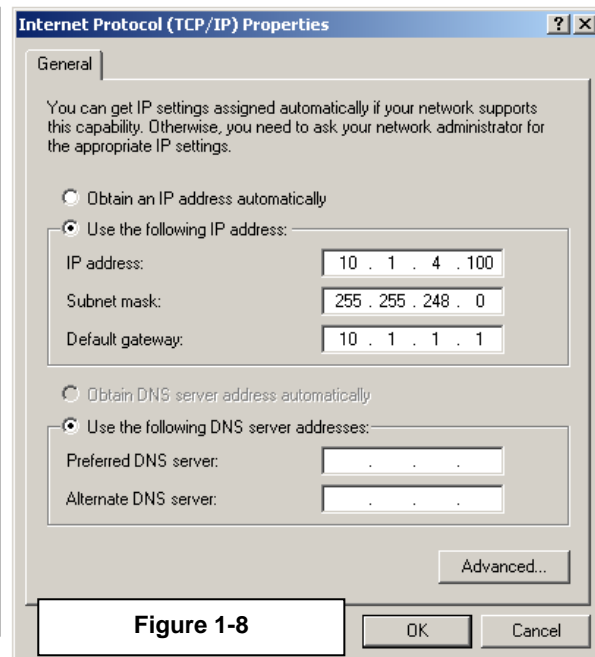 Internet Protocol (TCP/IP) Properties
General
You can get IP settings assigned automatically if your network supports
this capability. Otherwise, you need to ask your network administrator for
the appropriate IP settings.
Obtain an IP address automatically
Use the following IP address:
IP address: 10 . 1 . 4 . 100
Subnet mask: 255 . 255 . 248 . 0
Default gateway: 10 . 1 . 1 . 1
Obtain DNS server address automatically
Use the following DNS server addresses:
Preferred DNS server: . . .
Alternate DNS server: . . .
Advanced...
Figure 1-8
OK Cancel